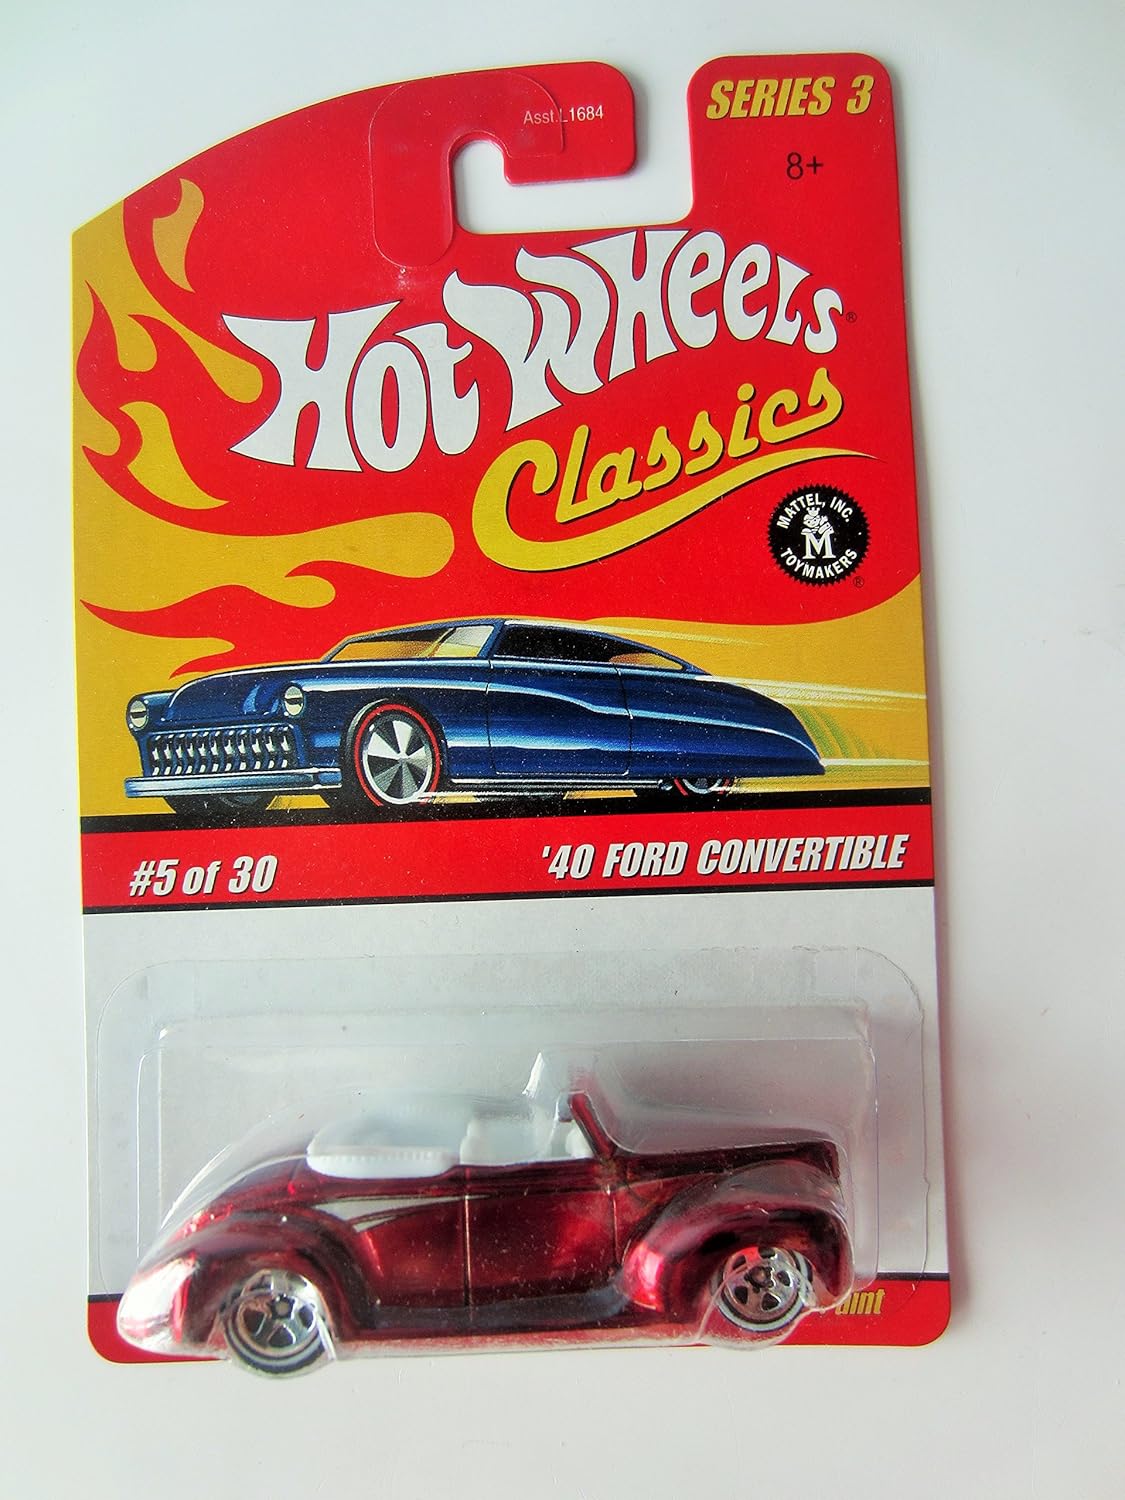 Asst. L1684
SERIES 3
8+
HOT WHEELS®
Classics
MATTEL, INC.
M
TOYMAKERS
®
#5 of 30
'40 FORD CONVERTIBLE